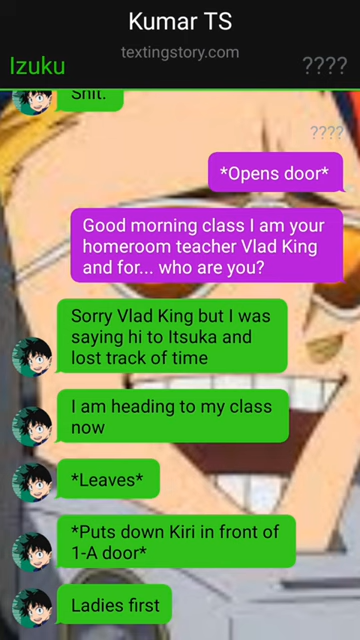 Kumar TS
textingstory.com
Izuku
????
Shit.
????
*Opens door*
Good morning class I am your
homeroom teacher Vlad King
and for... who are you?
Sorry Vlad King but I was
saying hi to Itsuka and
lost track of time
I am heading to my class
now
*Leaves*
*Puts down Kiri in front of
1-A door*
Ladies first